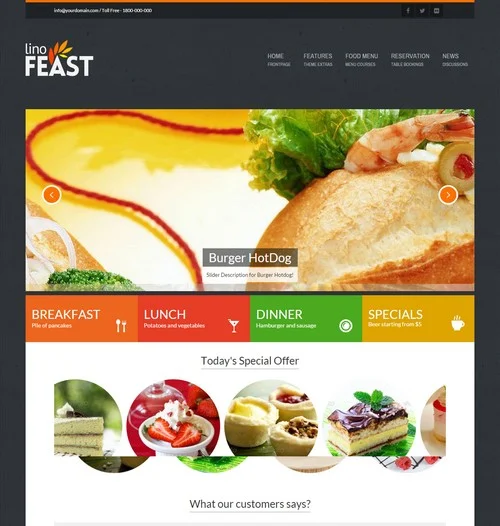 info@yourdomain.com / Toll Free - 1800-000-000
lino
FEAST
HOME
FRONTPAGE
FEATURES
THEME EXTRAS
FOOD MENU
MENU COURSES
RESERVATION
TABLE BOOKINGS
NEWS
DISCUSSIONS
Burger HotDog
Slider Description for Burger Hotdog!
BREAKFAST
Pile of pancakes
LUNCH
Potatoes and vegetables
DINNER
Hamburger and sausage
SPECIALS
Beer starting from $5
Today's Special Offer
What our customers says?